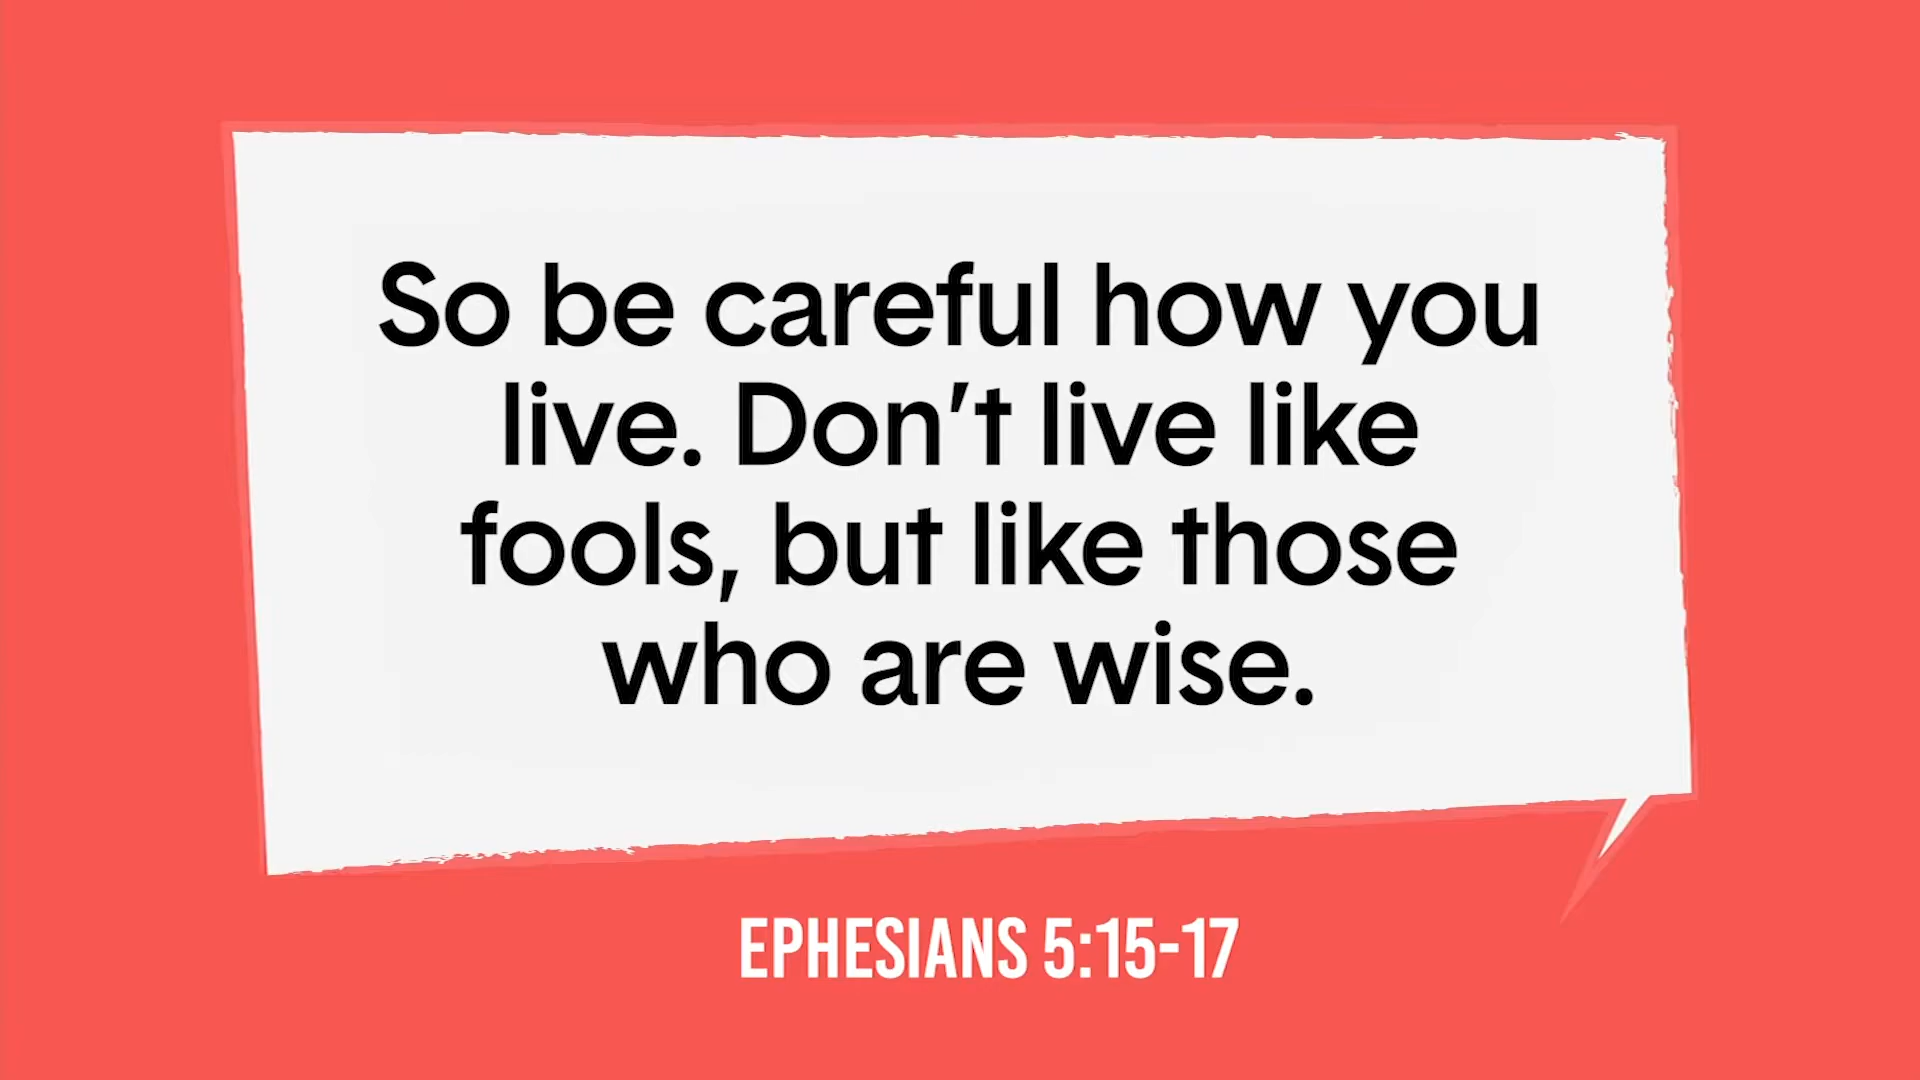 So be careful how you
live. Don’t live like
fools, but like those
who are wise.
EPHESIANS 5:15-17